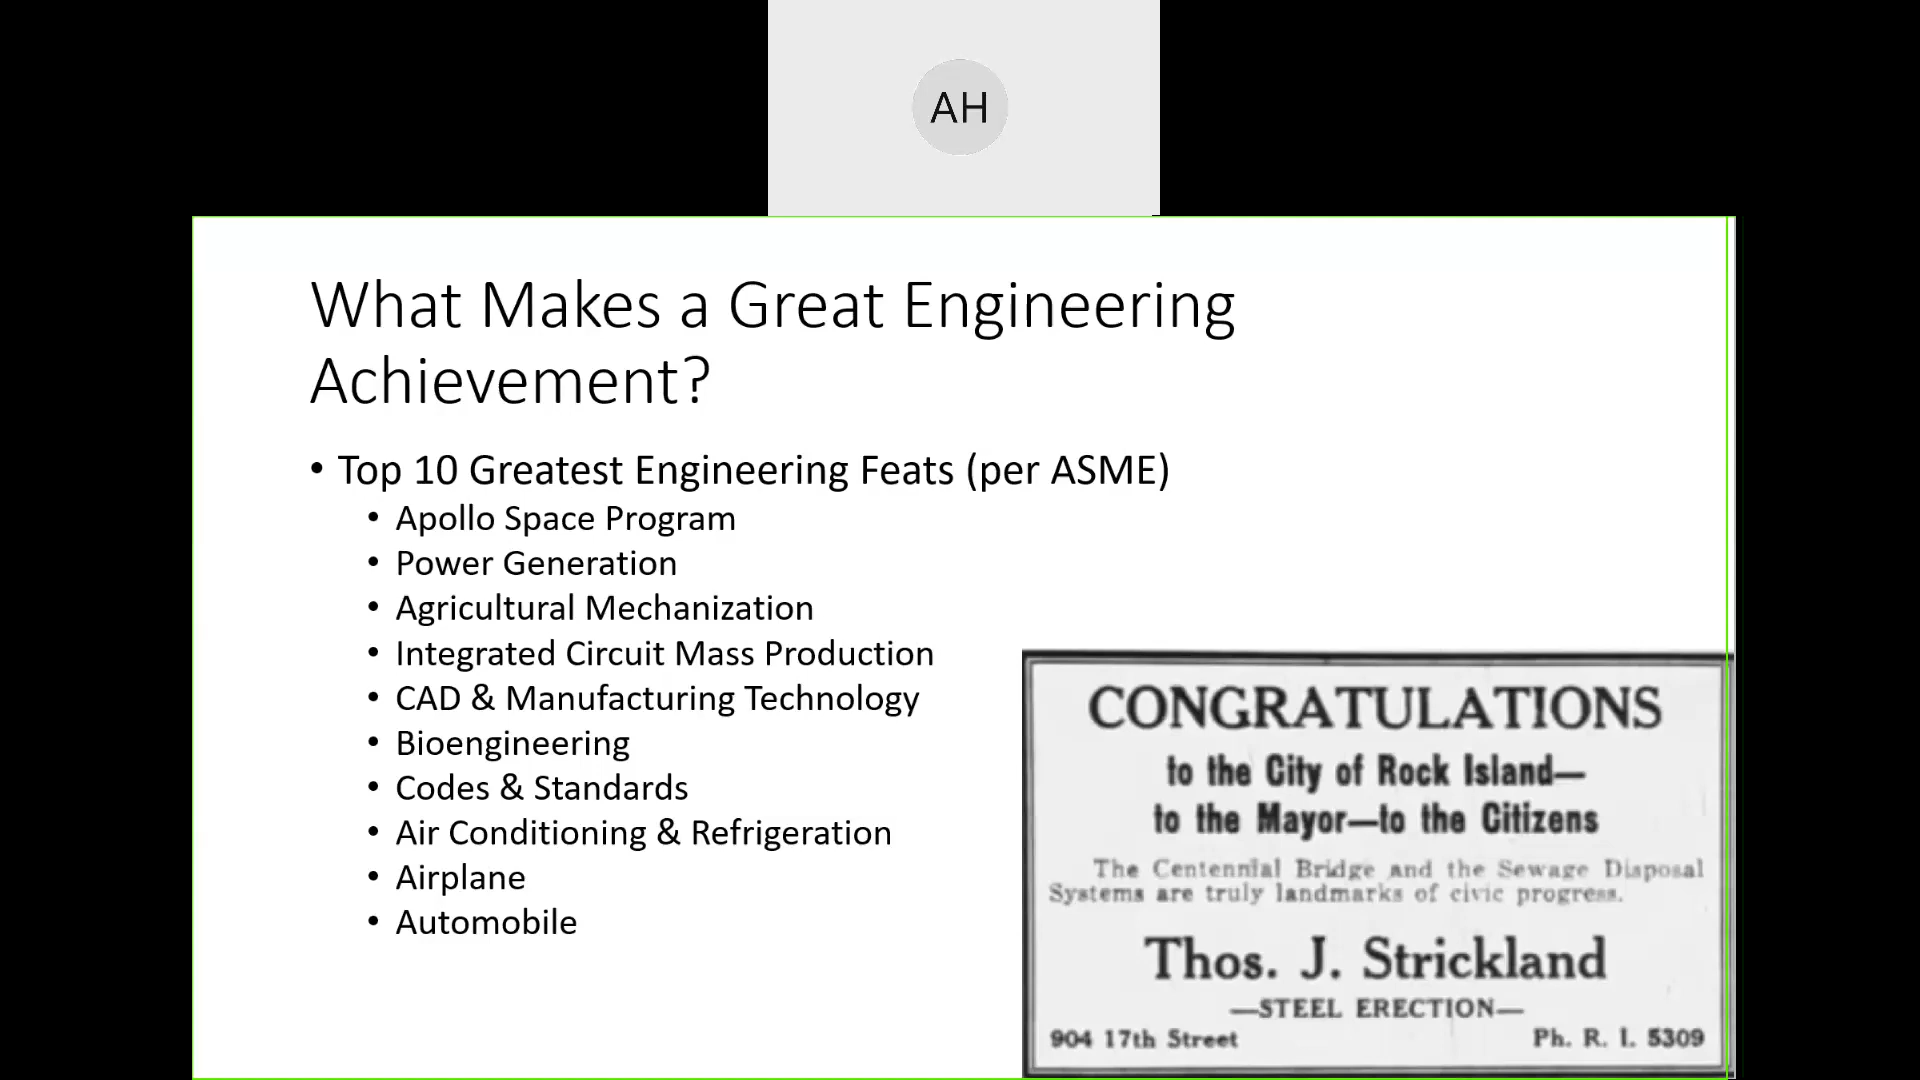 AH
What Makes a Great Engineering
Achievement?
• Top 10 Greatest Engineering Feats (per ASME)
• Apollo Space Program
• Power Generation
• Agricultural Mechanization
• Integrated Circuit Mass Production
• CAD & Manufacturing Technology
• Bioengineering
• Codes & Standards
• Air Conditioning & Refrigeration
• Airplane
• Automobile
CONGRATULATIONS
to the City of Rock Island—
to the Mayor—to the Citizens
The Centennial Bridge and the Sewage Disposal
Systems are truly landmarks of civic progress.
Thos. J. Strickland
—STEEL ERECTION—
904 17th Street Ph. R. I. 5309